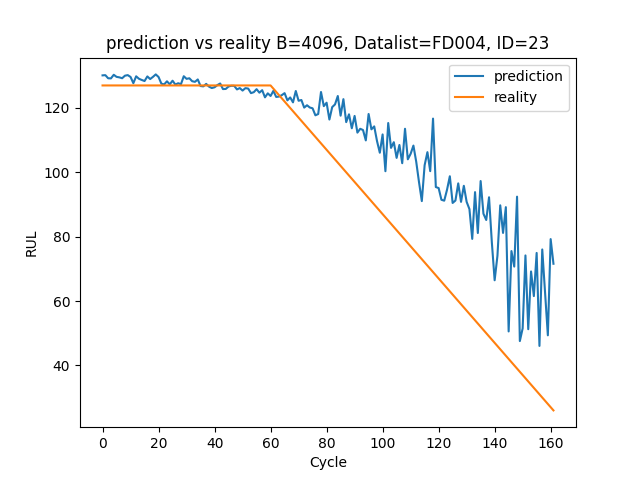 prediction vs reality B=4096, Datalist=FD004, ID=23
prediction
reality
RUL
120
100
80
60
40
0 20 40 60 80 100 120 140 160
Cycle